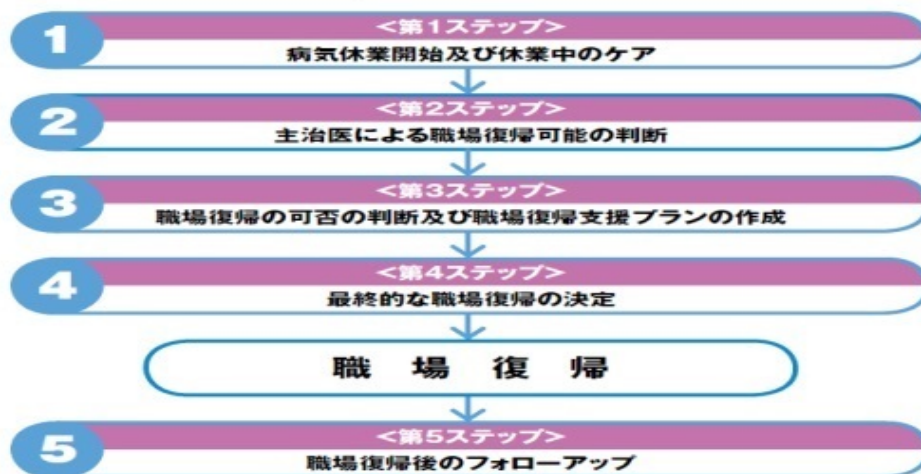 1
<第1ステップ>
病気休業開始及び休業中のケア
2
<第2ステップ>
主治医による職場復帰可能の判断
3
<第3ステップ>
職場復帰の可否の判断及び職場復帰支援プランの作成
4
<第4ステップ>
最終的な職場復帰の決定
職場復帰
5
<第5ステップ>
職場復帰後のフォローアップ